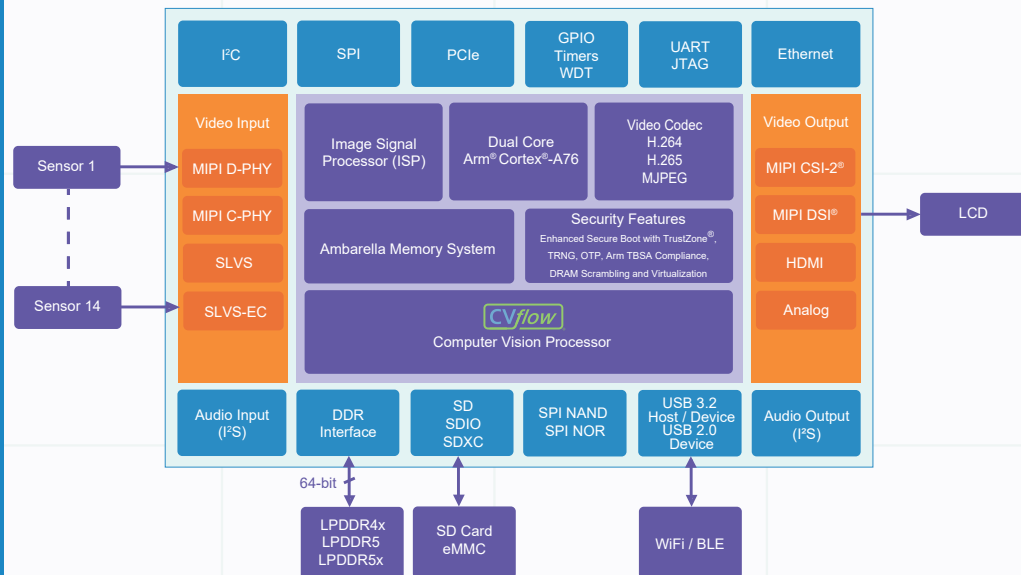 I²C
SPI
PCIe
GPIO
Timers
WDT
UART
JTAG
Ethernet
Sensor 1
Sensor 14
Video Input
MIPI D-PHY
MIPI C-PHY
SLVS
SLVS-EC
Image Signal
Processor (ISP)
Dual Core
Arm® Cortex®-A76
Video Codec
H.264
H.265
MJPEG
Ambarella Memory System
Security Features
Enhanced Secure Boot with TrustZone®,
TRNG, OTP, Arm TBSA Compliance,
DRAM Scrambling and Virtualization
CVflow
Computer Vision Processor
Video Output
MIPI CSI-2®
MIPI DSI®
HDMI
Analog
LCD
Audio Input
(I²S)
DDR
Interface
SD
SDIO
SDXC
SPI NAND
SPI NOR
USB 3.2
Host / Device
USB 2.0
Device
Audio Output
(I²S)
64-bit
LPDDR4x
LPDDR5
LPDDR5x
SD Card
eMMC
WiFi / BLE